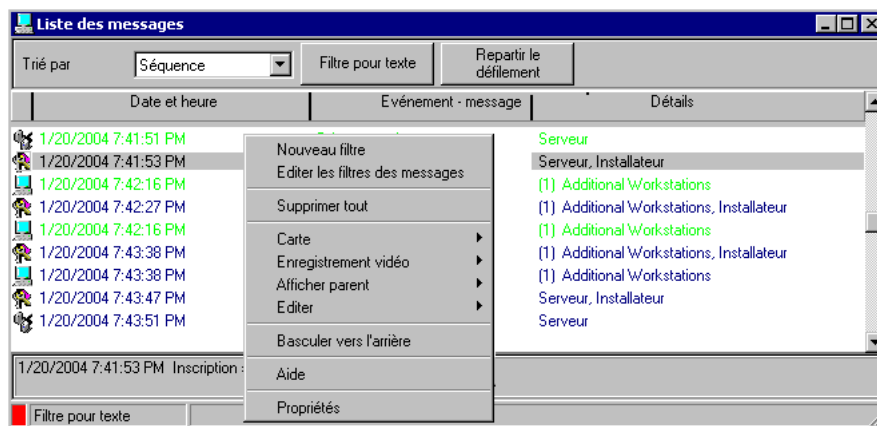 Liste des messages
Trié par
Séquence
Filtre pour texte
Repartir le
défilement
Date et heure
Evénement - message
Détails
1/20/2004 7:41:51 PM
Serveur
1/20/2004 7:41:53 PM
Serveur, Installateur
1/20/2004 7:42:16 PM
(1) Additional Workstations
1/20/2004 7:42:27 PM
(1) Additional Workstations, Installateur
1/20/2004 7:42:16 PM
(1) Additional Workstations
1/20/2004 7:43:38 PM
(1) Additional Workstations, Installateur
1/20/2004 7:43:38 PM
(1) Additional Workstations
1/20/2004 7:43:47 PM
Serveur, Installateur
1/20/2004 7:43:51 PM
Serveur
Nouveau filtre
Editer les filtres des messages
Supprimer tout
Carte
Enregistrement vidéo
Afficher parent
Editer
Basculer vers l'arrière
Aide
Propriétés
1/20/2004 7:41:53 PM Inscription
Filtre pour texte